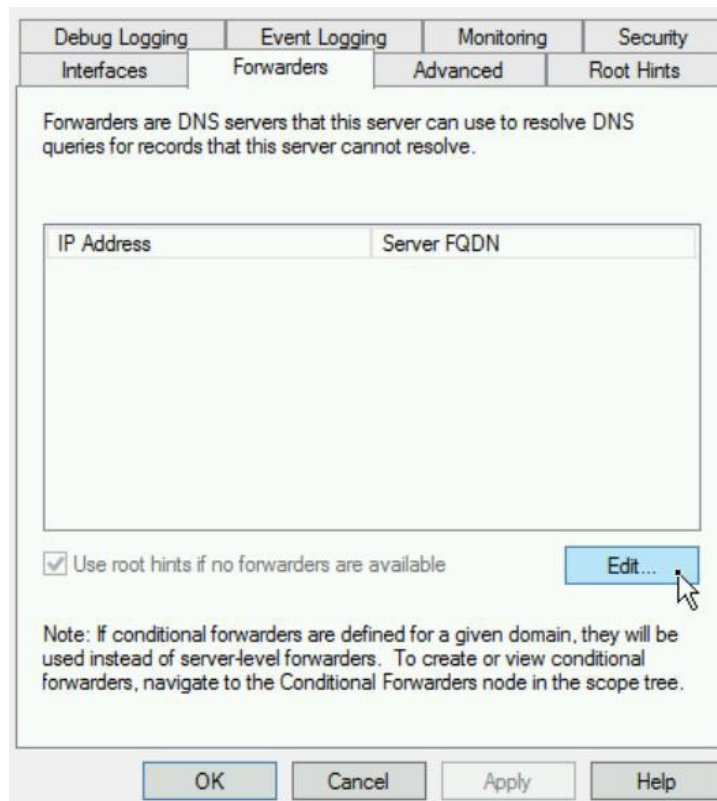 Debug Logging Event Logging Monitoring Security
Interfaces Forwarders Advanced Root Hints
Forwarders are DNS servers that this server can use to resolve DNS
queries for records that this server cannot resolve.
IP Address Server FQDN
Use root hints if no forwarders are available Edit...
Note: If conditional forwarders are defined for a given domain, they will be
used instead of server-level forwarders. To create or view conditional
forwarders, navigate to the Conditional Forwarders node in the scope tree.
OK Cancel Apply Help